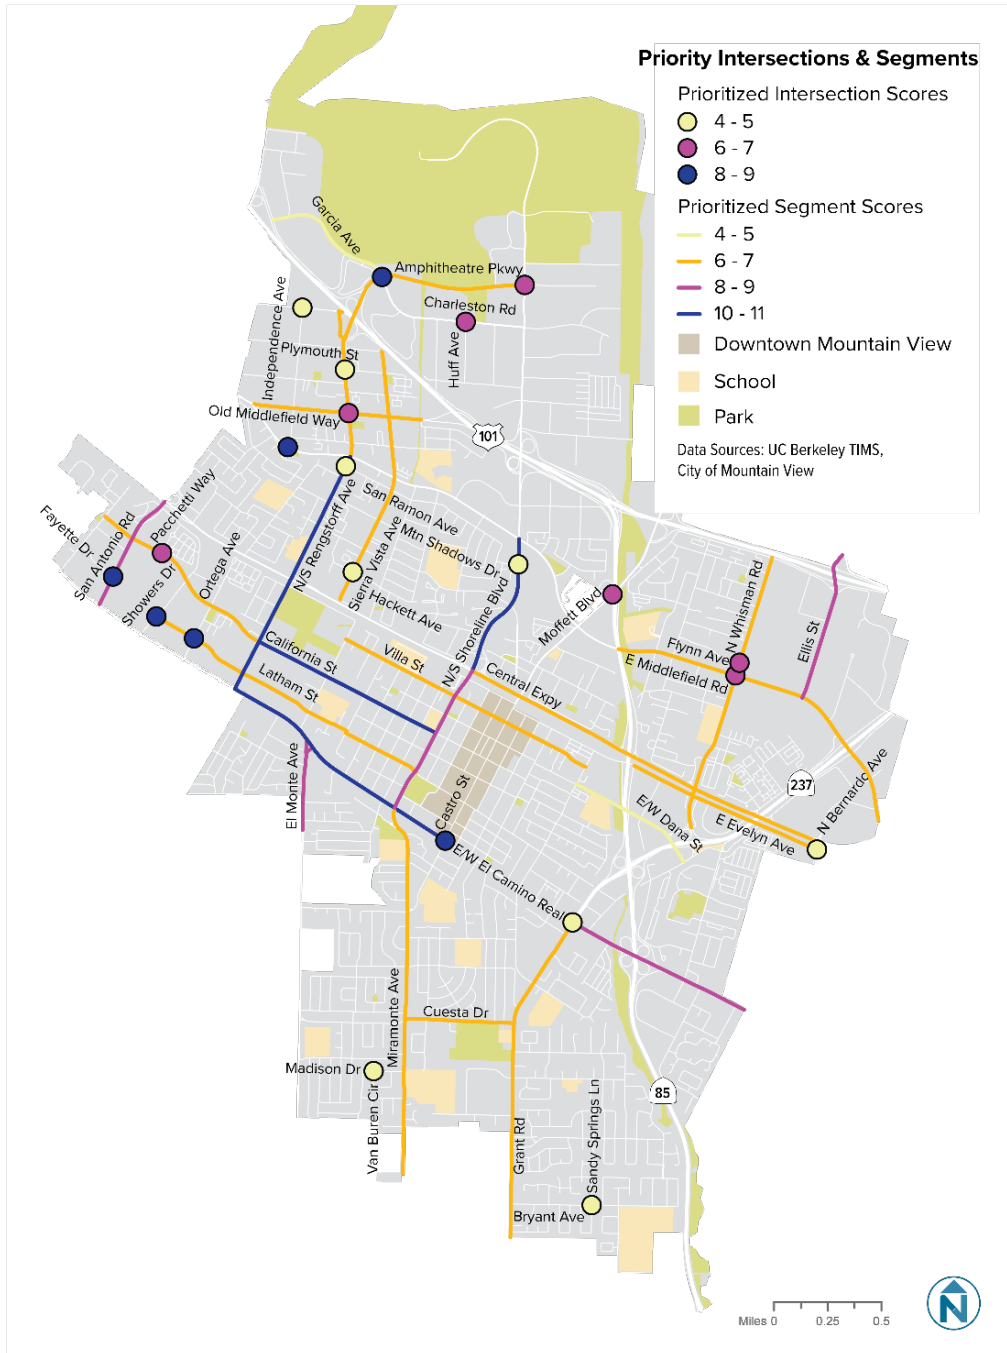 Priority Intersections & Segments
Prioritized Intersection Scores
4 - 5
6 - 7
8 - 9
Prioritized Segment Scores
4 - 5
6 - 7
8 - 9
10 - 11
Downtown Mountain View
School
Park
Data Sources: UC Berkeley TIMS,
City of Mountain View
Garcia Ave
Amphitheatre Pkwy
Independence Ave
Charleston Rd
Huff Ave
Plymouth St
Old Middlefield Way
101
San Ramon Ave
Pacchetti Way
Fayette Dr
San Antonio Rd
Showers Dr
Ortega Ave
N/S Rengstorff Ave
Sierra Vista Ave
Mtn Shadows Dr
Hackett Ave
N/S Shoreline Blvd
Moffett Blvd
N Whisman Rd
Flynn Ave
E Middlefield Rd
Ellis St
California St
Villa St
Central Expy
Latham St
El Monte Ave
Castro St
237
N Bernardo Ave
E/W Dana St
E Evelyn Ave
E/W El Camino Real
Miramonte Ave
Cuesta Dr
Madison Dr
Van Buren Cir
85
Grant Rd
Sandy Springs Ln
Bryant Ave
N
Miles 0
0.25
0.5